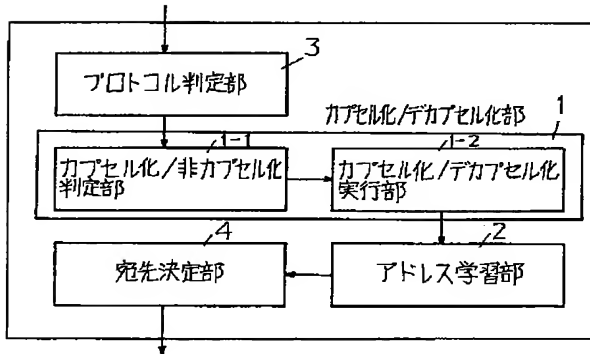 3
プロトコル判定部
カプセル化/デカプセル化部
1
1-1
カプセル化/非カプセル化
判定部
1-2
カプセル化/デカプセル化
実行部
4
宛先決定部
2
アドレス学習部